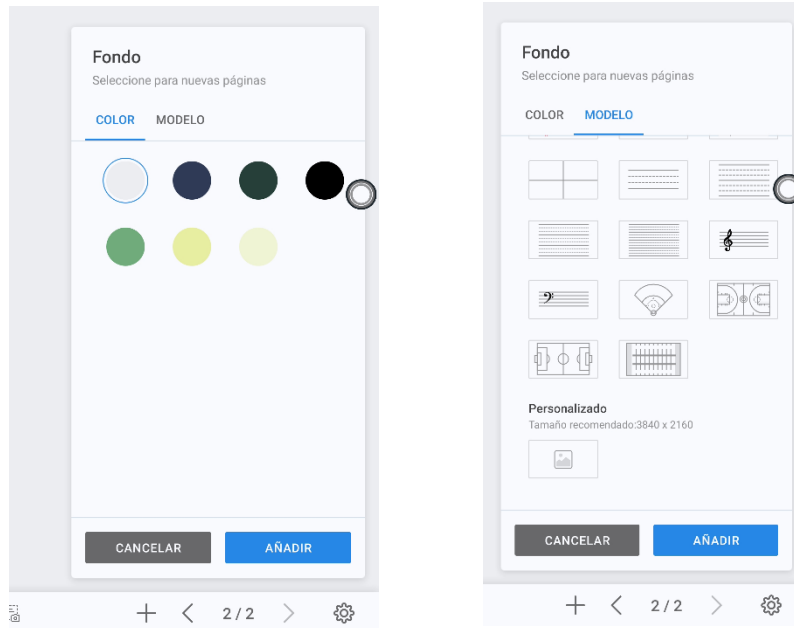 Fondo
Seleccione para nuevas páginas
COLOR MODELO
CANCELAR AÑADIR
2 / 2
Fondo
Seleccione para nuevas páginas
COLOR MODELO
Personalizado
Tamaño recomendado:3840 x 2160
CANCELAR AÑADIR
2 / 2